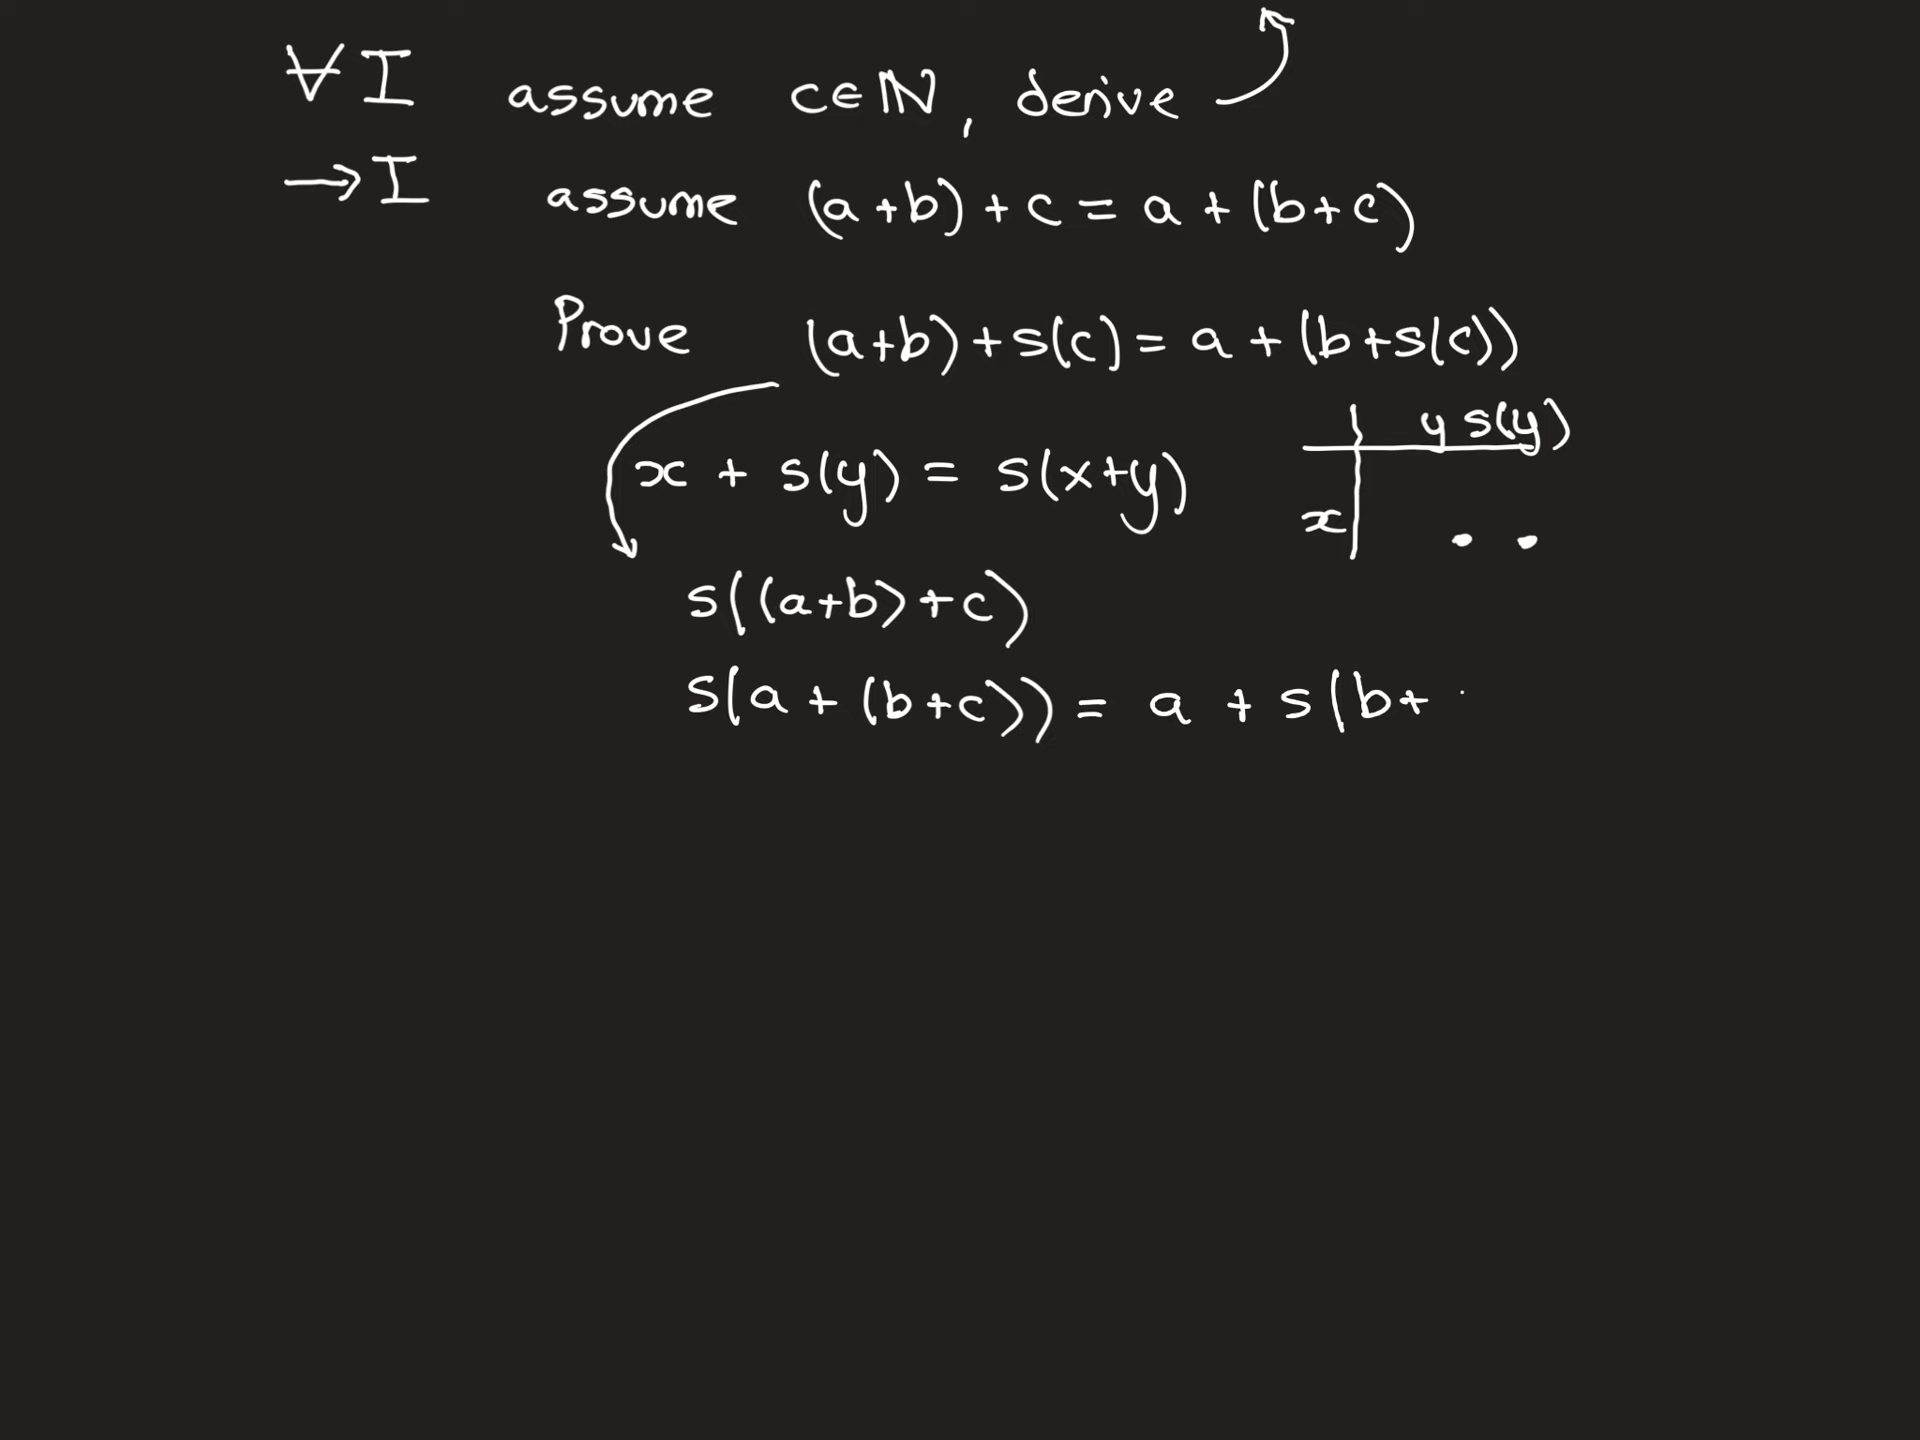 ∀I assume c∈ℕ, derive
→I assume (a+b)+c = a+(b+c)
Prove (a+b)+s(c) = a+(b+s(c))
y s(y)
x + s(y) = s(x+y)
x
s((a+b)+c)
s(a+(b+c)) = a + s(b+